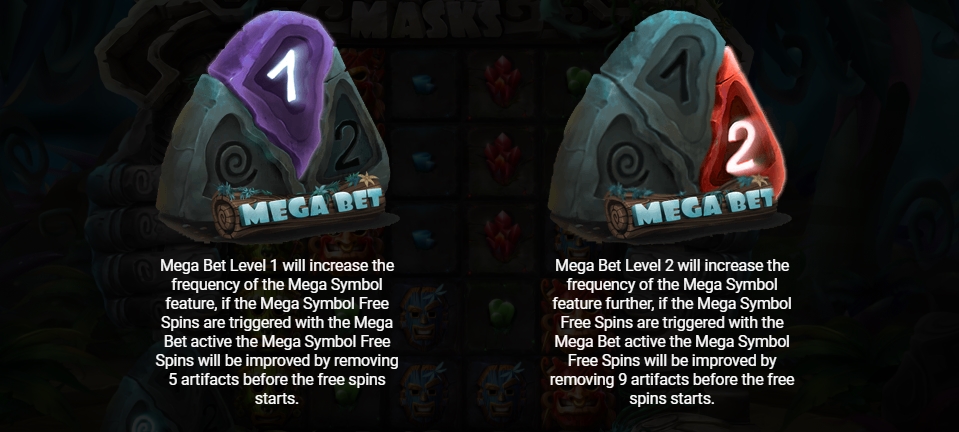 MASKS
1
2
MEGA BET
Mega Bet Level 1 will increase the
frequency of the Mega Symbol
feature, if the Mega Symbol Free
Spins are triggered with the Mega
Bet active the Mega Symbol Free
Spins will be improved by removing
5 artifacts before the free spins
starts.
1
2
MEGA BET
Mega Bet Level 2 will increase the
frequency of the Mega Symbol
feature further, if the Mega Symbol
Free Spins are triggered with the
Mega Bet active the Mega Symbol
Free Spins will be improved by
removing 9 artifacts before the free
spins starts.